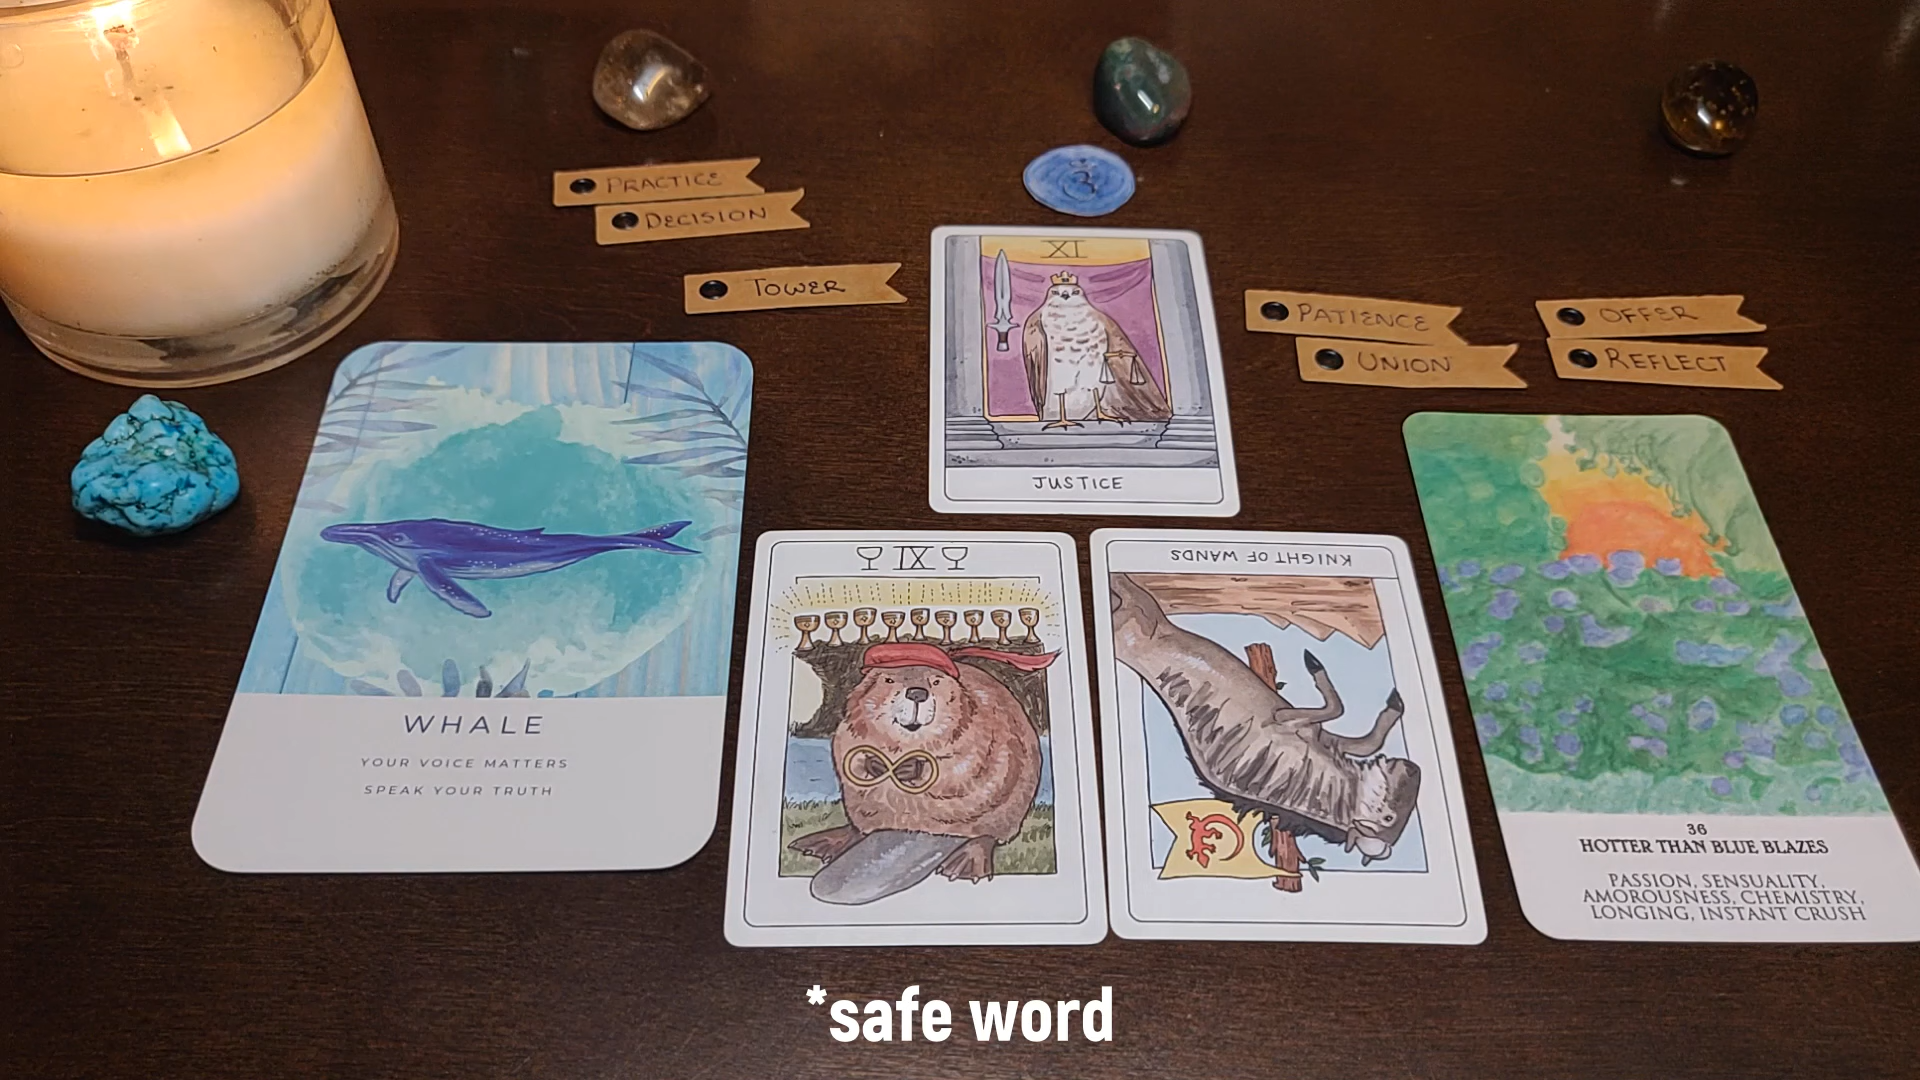 PRACTICE
DECISION
TOWER
XI
JUSTICE
PATIENCE
UNION
OFFER
REFLECT
WHALE
YOUR VOICE MATTERS
SPEAK YOUR TRUTH
IX
KNIGHT OF WANDS
36
HOTTER THAN BLUE BLAZES
PASSION, SENSUALITY,
AMOROUSNESS, CHEMISTRY,
LONGING, INSTANT CRUSH
*safe word